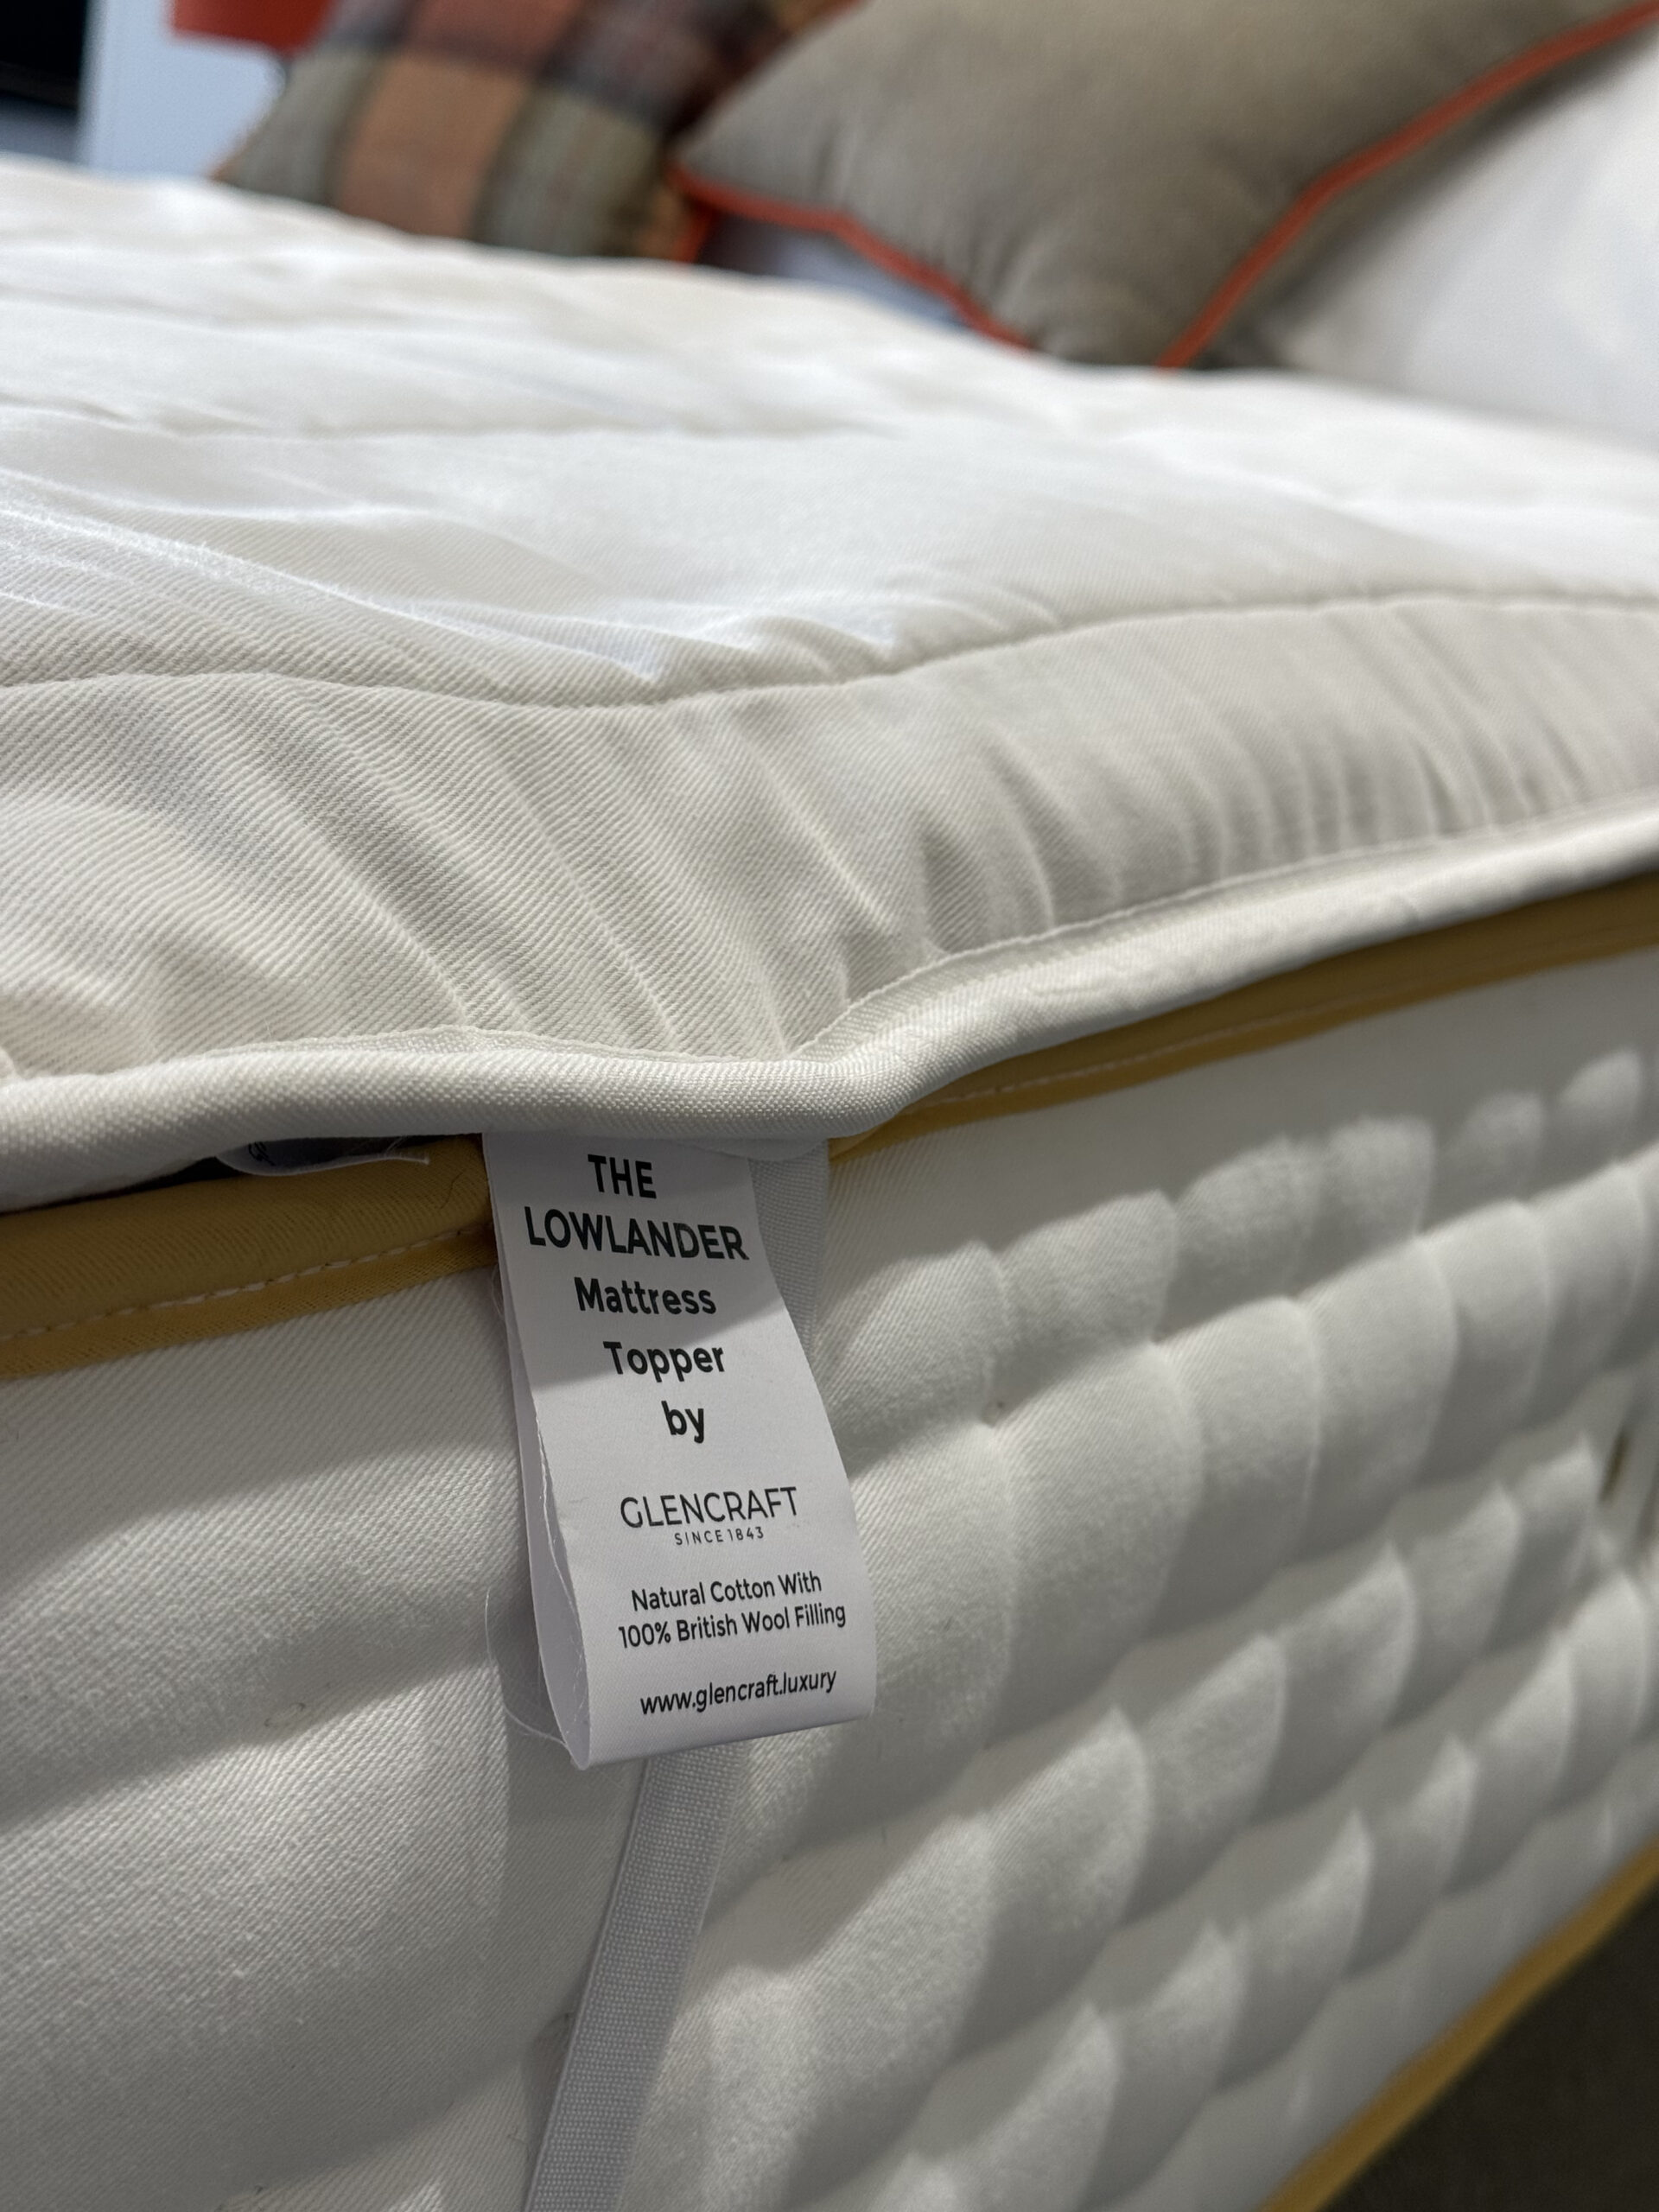 THE
LOWLANDER
Mattress
Topper
by
GLENCRAFT
SINCE 1843
Natural Cotton With
100% British Wool Filling
www.glencraft.luxury